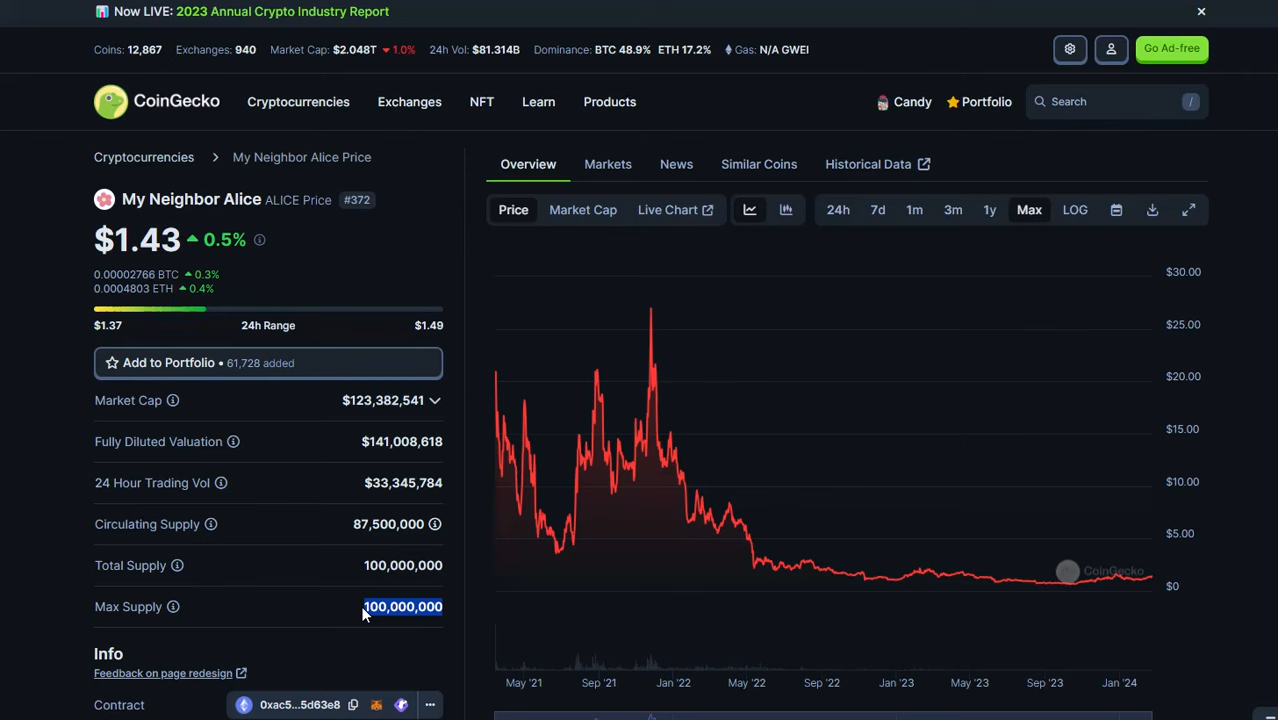 Now LIVE: 2023 Annual Crypto Industry Report
Coins: 12,867 Exchanges: 940 Market Cap: $2.048T 1.0% 24h Vol: $81.314B Dominance: BTC 48.9% ETH 17.2% Gas: N/A GWEI
Go Ad-free
CoinGecko Cryptocurrencies Exchanges NFT Learn Products Candy Portfolio Search /
Cryptocurrencies > My Neighbor Alice Price
My Neighbor Alice ALICE Price #372
$1.43 0.5%
0.00002766 BTC 0.3%
0.0004803 ETH 0.4%
$1.37 24h Range $1.49
Add to Portfolio • 61,728 added
Market Cap $123,382,541
Fully Diluted Valuation $141,008,618
24 Hour Trading Vol $33,345,784
Circulating Supply 87,500,000
Total Supply 100,000,000
Max Supply 100,000,000
Info
Feedback on page redesign
Contract 0xac5...5d63e8
Overview Markets News Similar Coins Historical Data
Price Market Cap Live Chart 24h 7d 1m 3m 1y Max LOG
$30.00
$25.00
$20.00
$15.00
$10.00
$5.00
$0
CoinGecko
May '21 Sep '21 Jan '22 May '22 Sep '22 Jan '23 May '23 Sep '23 Jan '24